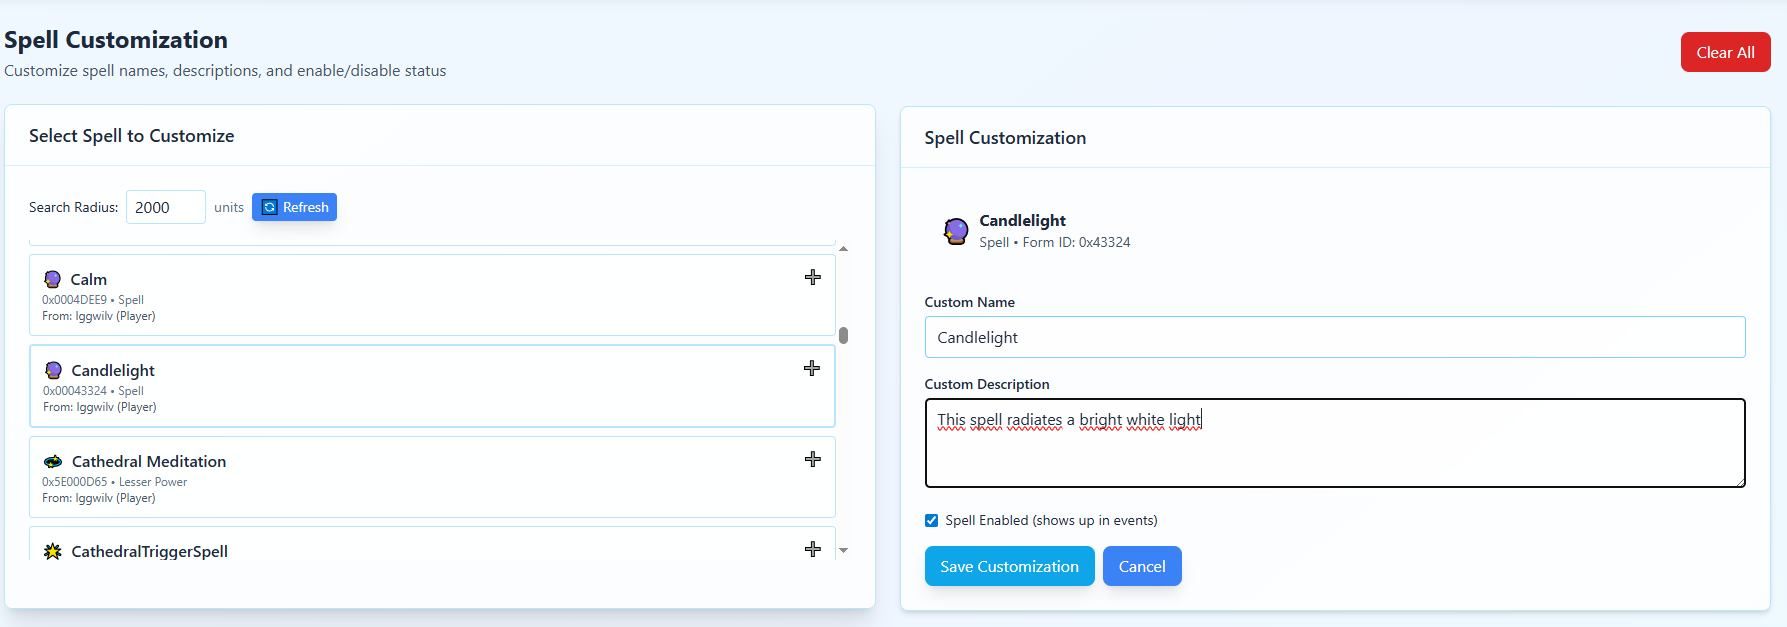 Spell Customization
Customize spell names, descriptions, and enable/disable status
Clear All
Select Spell to Customize
Search Radius: 2000 units Refresh
Calm
0x0004DEE9 • Spell
From: Iggwilv (Player)
Candlelight
0x00043324 • Spell
From: Iggwilv (Player)
Cathedral Meditation
0x5E000D65 • Lesser Power
From: Iggwilv (Player)
CathedralTriggerSpell
Spell Customization
Candlelight
Spell • Form ID: 0x43324
Custom Name
Candlelight
Custom Description
This spell radiates a bright white light
Spell Enabled (shows up in events)
Save Customization Cancel